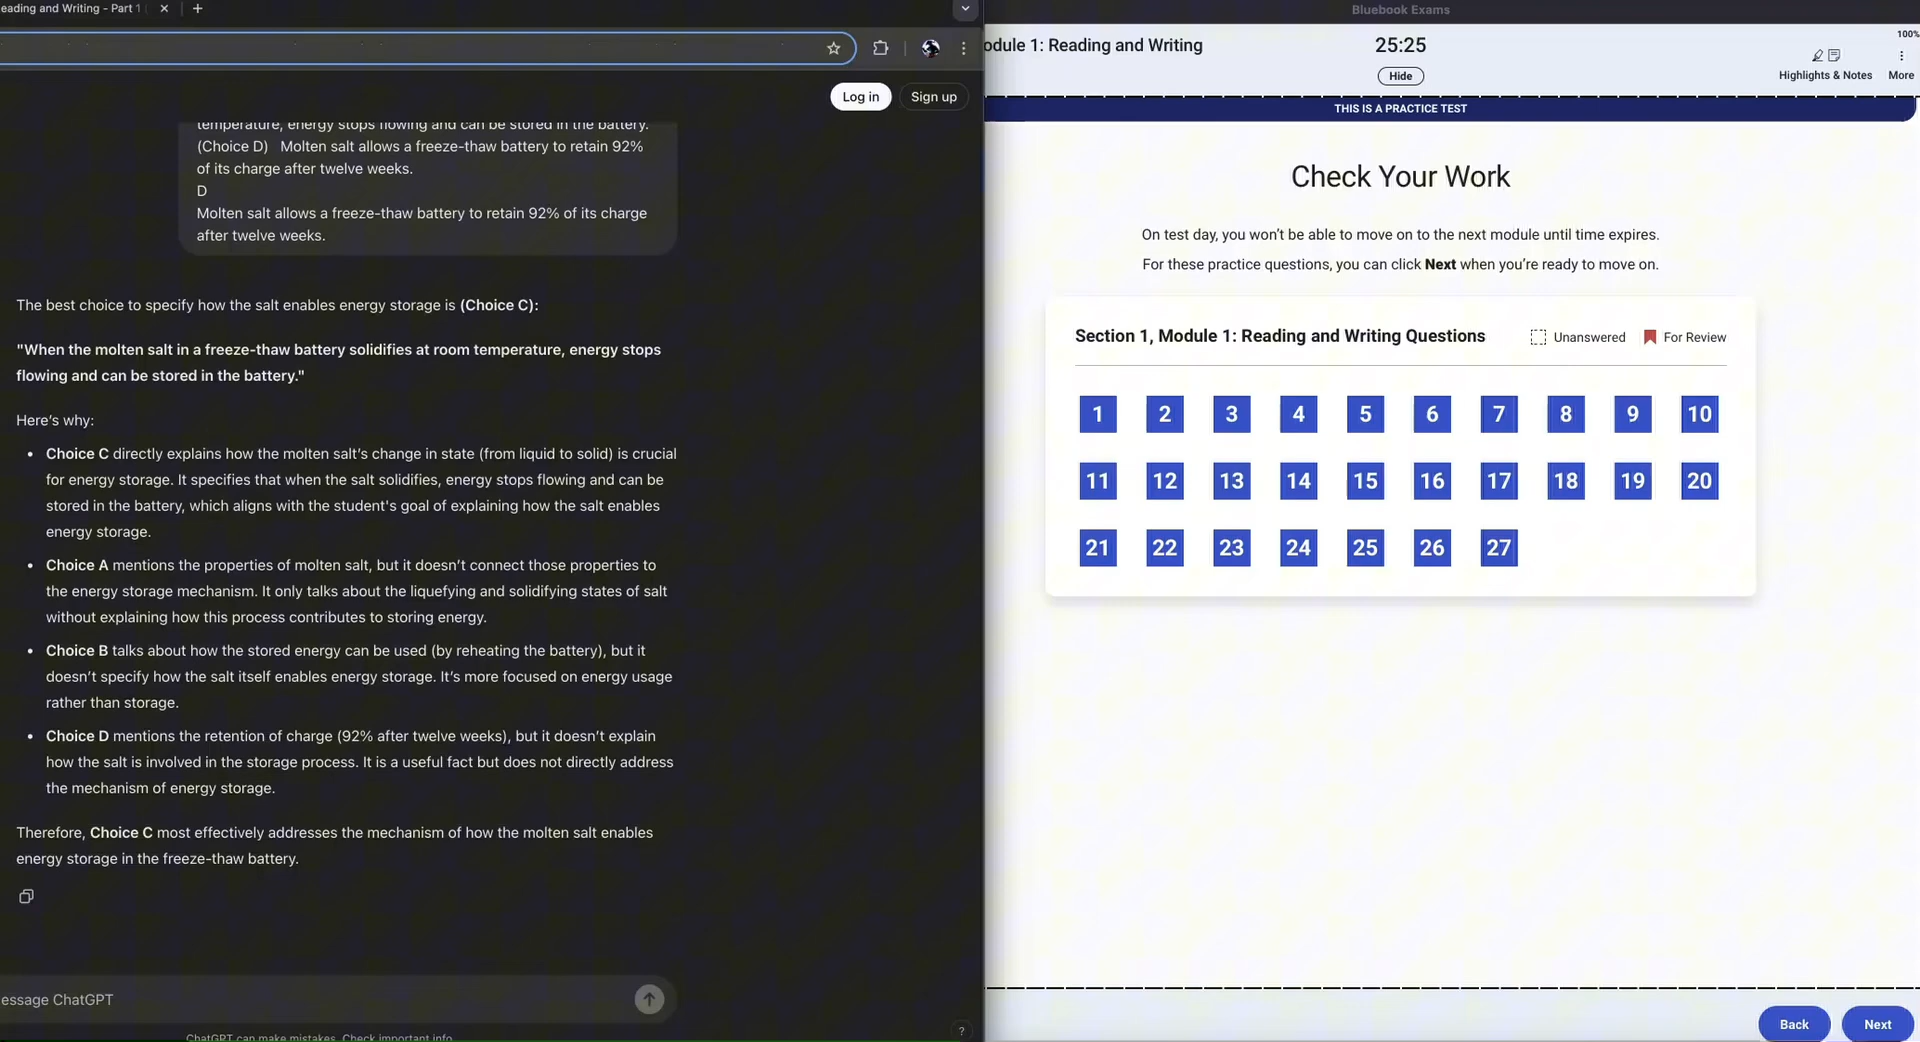 eading and Writing - Part 1
Log in
Sign up
temperature, energy stops flowing and can be stored in the battery.
(Choice D)   Molten salt allows a freeze-thaw battery to retain 92%
of its charge after twelve weeks.
D
Molten salt allows a freeze-thaw battery to retain 92% of its charge
after twelve weeks.
The best choice to specify how the salt enables energy storage is (Choice C):
"When the molten salt in a freeze-thaw battery solidifies at room temperature, energy stops
flowing and can be stored in the battery."
Here's why:
• Choice C directly explains how the molten salt's change in state (from liquid to solid) is crucial
for energy storage. It specifies that when the salt solidifies, energy stops flowing and can be
stored in the battery, which aligns with the student's goal of explaining how the salt enables
energy storage.
• Choice A mentions the properties of molten salt, but it doesn't connect those properties to
the energy storage mechanism. It only talks about the liquefying and solidifying states of salt
without explaining how this process contributes to storing energy.
• Choice B talks about how the stored energy can be used (by reheating the battery), but it
doesn't specify how the salt itself enables energy storage. It's more focused on energy usage
rather than storage.
• Choice D mentions the retention of charge (92% after twelve weeks), but it doesn't explain
how the salt is involved in the storage process. It is a useful fact but does not directly address
the mechanism of energy storage.
Therefore, Choice C most effectively addresses the mechanism of how the molten salt enables
energy storage in the freeze-thaw battery.
essage ChatGPT
ChatGPT can make mistakes. Check important info.
?
Bluebook Exams
odule 1: Reading and Writing
25:25
Hide
100%
Highlights & Notes
More
THIS IS A PRACTICE TEST
Check Your Work
On test day, you won't be able to move on to the next module until time expires.
For these practice questions, you can click Next when you're ready to move on.
Section 1, Module 1: Reading and Writing Questions
Unanswered
For Review
1 2 3 4 5 6 7 8 9 10
11 12 13 14 15 16 17 18 19 20
21 22 23 24 25 26 27
Back
Next